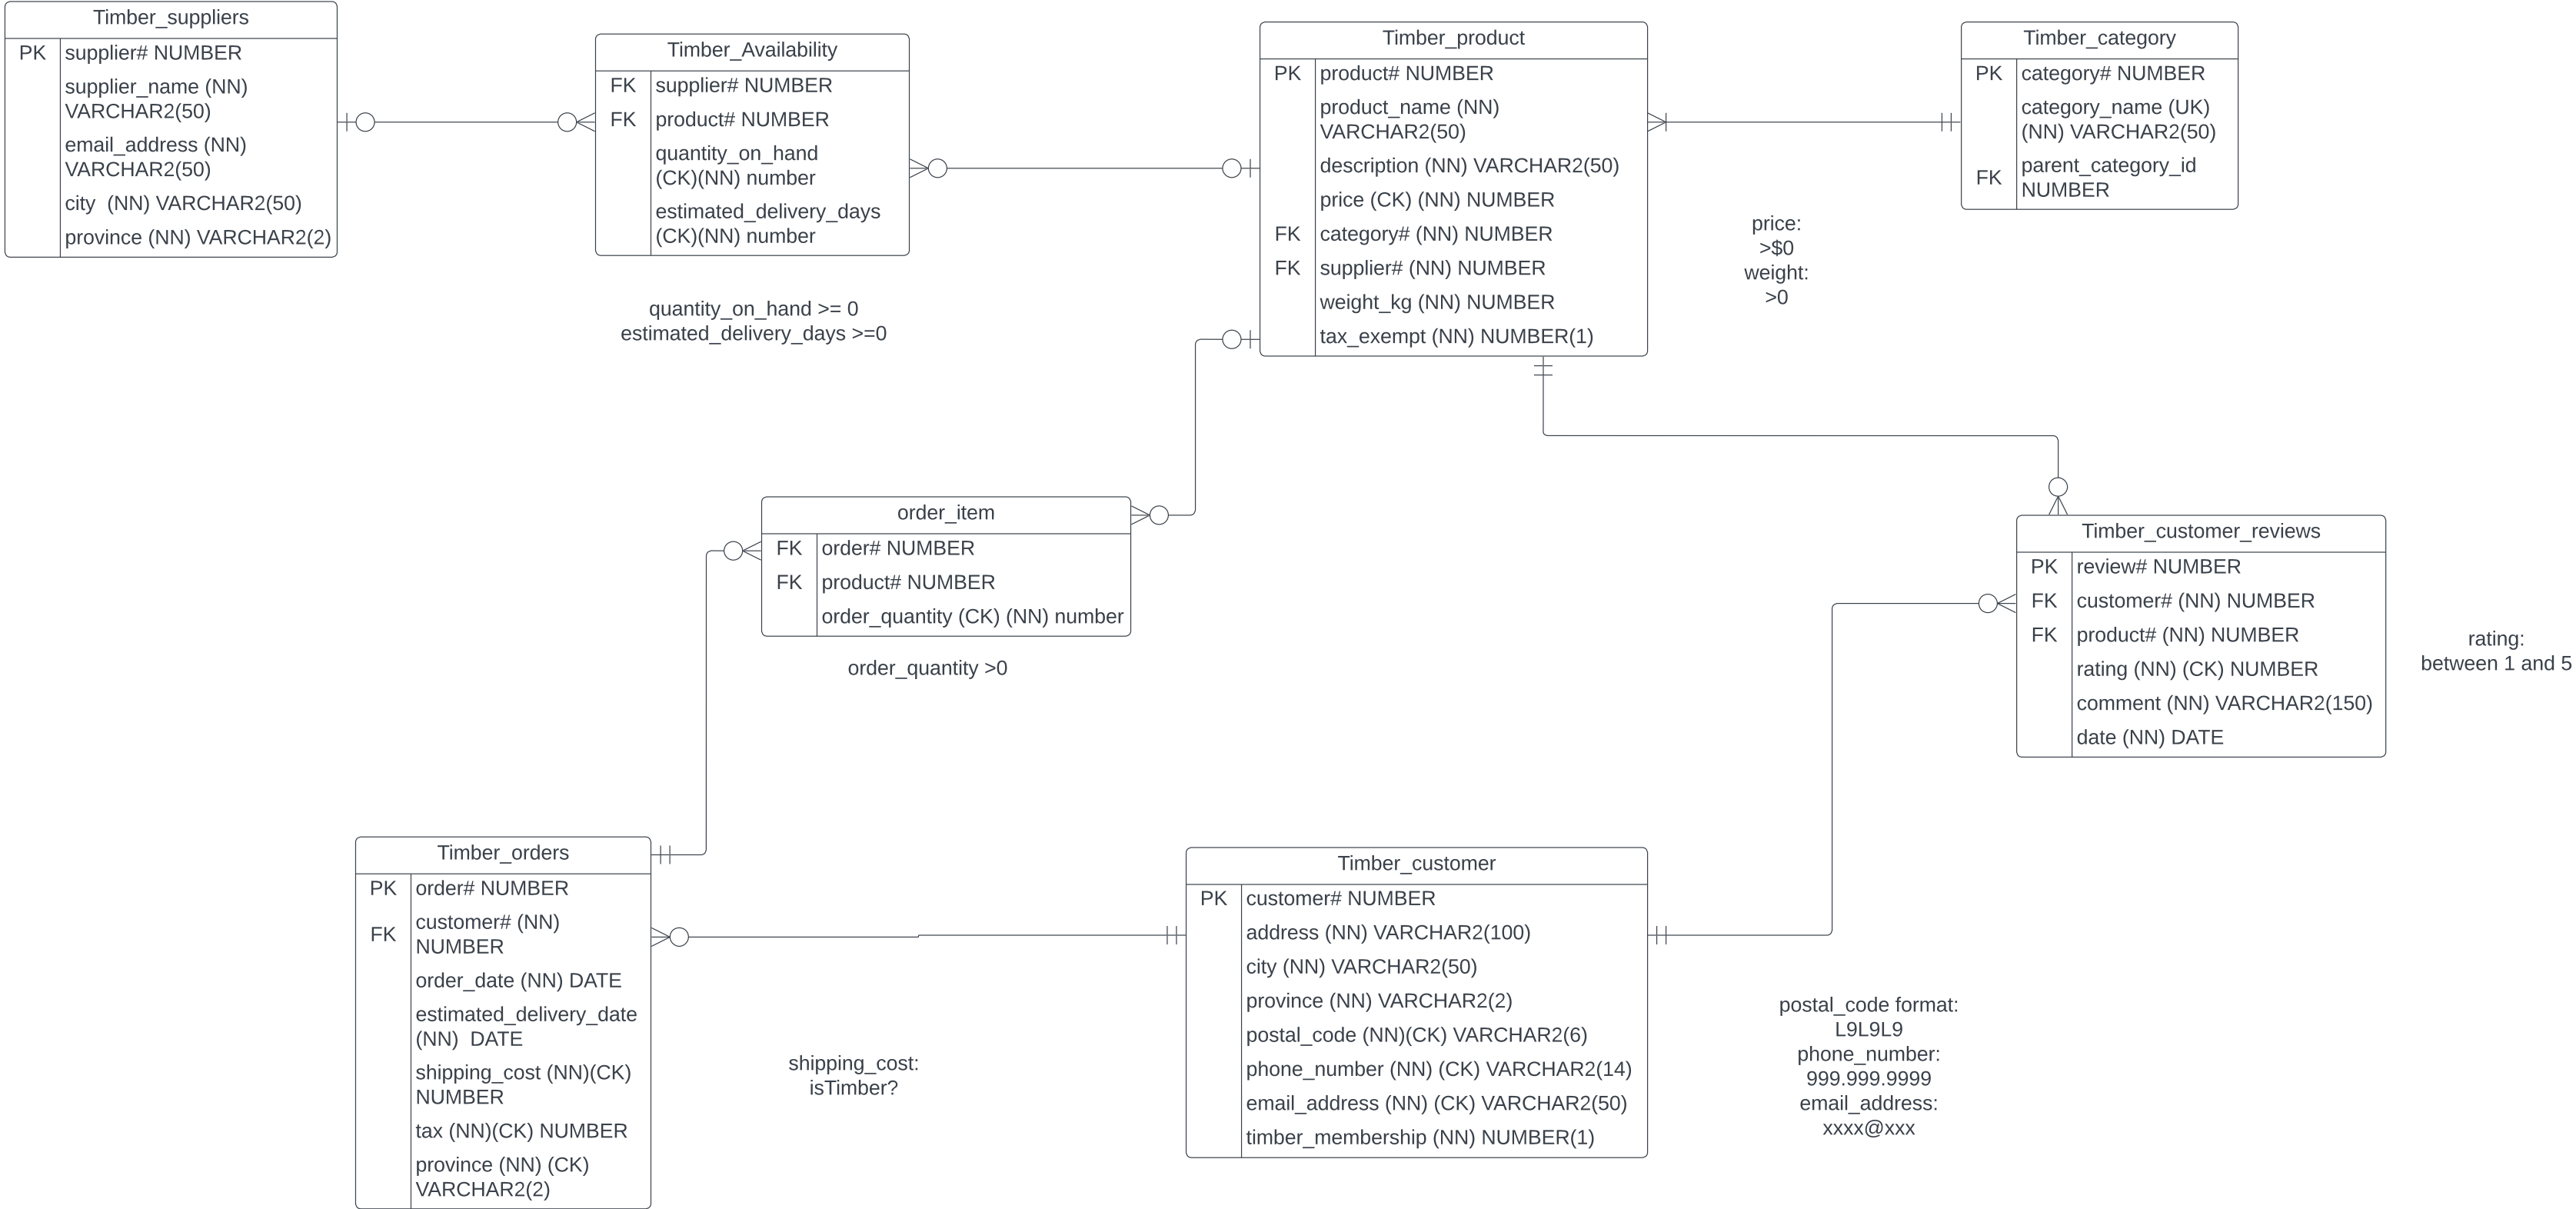 Timber_suppliers
PK supplier# NUMBER
supplier_name (NN)
VARCHAR2(50)
email_address (NN)
VARCHAR2(50)
city (NN) VARCHAR2(50)
province (NN) VARCHAR2(2)
Timber_Availability
FK supplier# NUMBER
FK product# NUMBER
quantity_on_hand
(CK)(NN) number
estimated_delivery_days
(CK)(NN) number
quantity_on_hand >= 0
estimated_delivery_days >=0
Timber_product
PK product# NUMBER
product_name (NN)
VARCHAR2(50)
description (NN) VARCHAR2(50)
price (CK) (NN) NUMBER
FK category# (NN) NUMBER
FK supplier# (NN) NUMBER
weight_kg (NN) NUMBER
tax_exempt (NN) NUMBER(1)
price:
>$0
weight:
>0
Timber_category
PK category# NUMBER
category_name (UK)
(NN) VARCHAR2(50)
FK parent_category_id
NUMBER
order_item
FK order# NUMBER
FK product# NUMBER
order_quantity (CK) (NN) number
order_quantity >0
Timber_customer_reviews
PK review# NUMBER
FK customer# (NN) NUMBER
FK product# (NN) NUMBER
rating (NN) (CK) NUMBER
comment (NN) VARCHAR2(150)
date (NN) DATE
rating:
between 1 and 5
Timber_orders
PK order# NUMBER
FK customer# (NN)
NUMBER
order_date (NN) DATE
estimated_delivery_date
(NN) DATE
shipping_cost (NN)(CK)
NUMBER
tax (NN)(CK) NUMBER
province (NN) (CK)
VARCHAR2(2)
shipping_cost:
isTimber?
Timber_customer
PK customer# NUMBER
address (NN) VARCHAR2(100)
city (NN) VARCHAR2(50)
province (NN) VARCHAR2(2)
postal_code (NN)(CK) VARCHAR2(6)
phone_number (NN) (CK) VARCHAR2(14)
email_address (NN) (CK) VARCHAR2(50)
timber_membership (NN) NUMBER(1)
postal_code format:
L9L9L9
phone_number:
999.999.9999
email_address:
xxxx@xxx